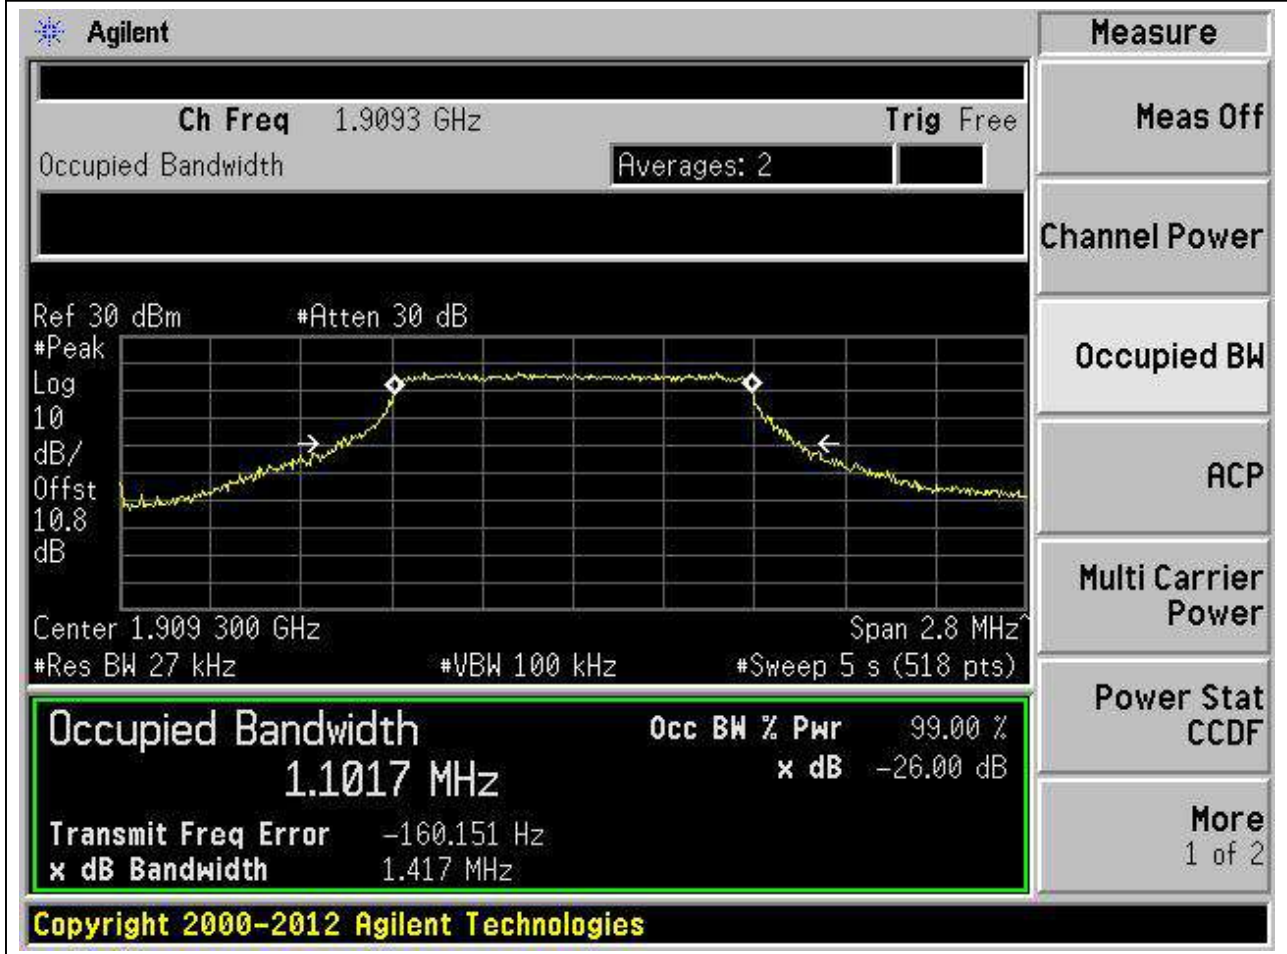 Agilent
Measure
Ch Freq 1.9093 GHz Trig Free
Occupied Bandwidth Averages: 2
Meas Off
Channel Power
Occupied BW
ACP
Multi Carrier
Power
Power Stat
CCDF
More
1 of 2
Ref 30 dBm #Atten 30 dB
#Peak
Log
10
dB/
Offst
10.8
dB
Center 1.909 300 GHz Span 2.8 MHz^
#Res BW 27 kHz #VBW 100 kHz #Sweep 5 s (518 pts)
Occupied Bandwidth Occ BW % Pwr 99.00 %
1.1017 MHz x dB -26.00 dB
Transmit Freq Error -160.151 Hz
x dB Bandwidth 1.417 MHz
Copyright 2000-2012 Agilent Technologies